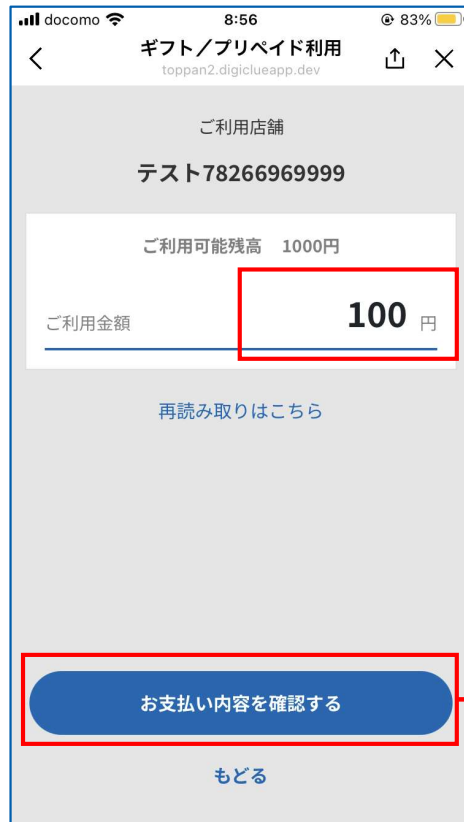 docomo 8:56 83%
ギフト／プリペイド利用
toppan2.digiclueapp.dev
ご利用店舗
テスト78266969999
ご利用可能残高 1000円
ご利用金額 100 円
再読み取りはこちら
お支払い内容を確認する
もどる